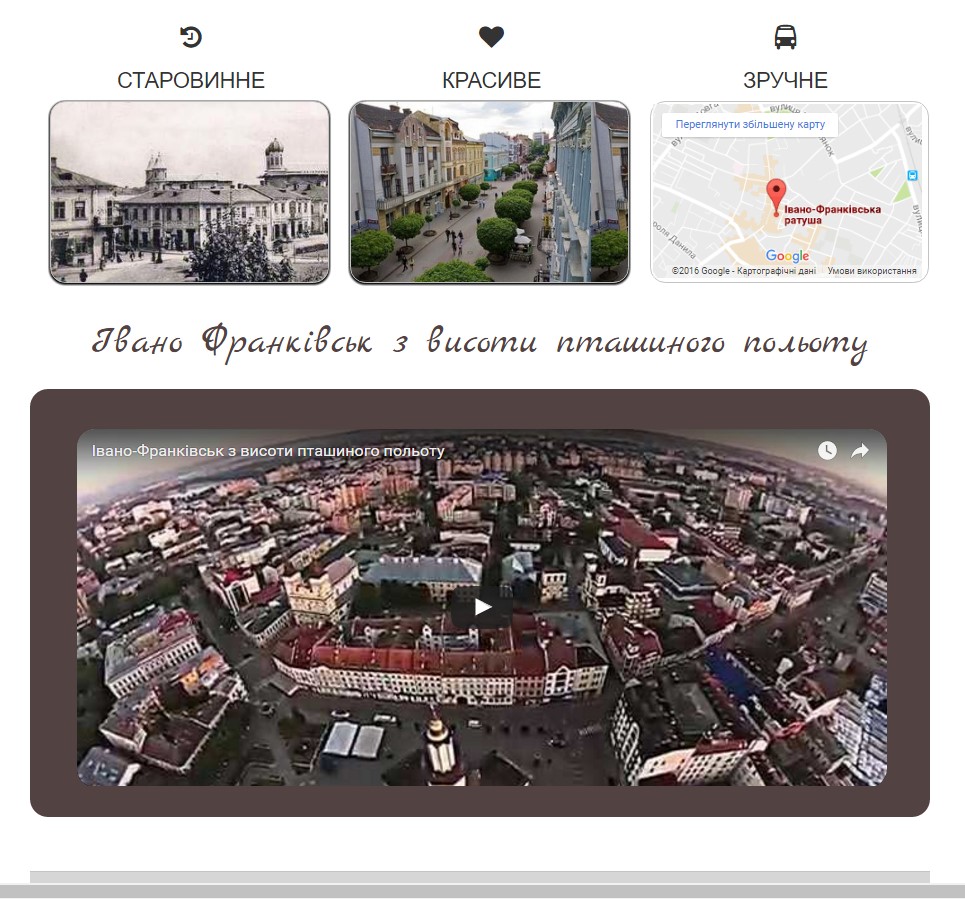 СТАРОВИННЕ
КРАСИВЕ
ЗРУЧНЕ
Переглянути збільшену карту
вулиця
Івано-Франківська
ратуша
Google
©2016 Google - Картографічні дані
Умови використання
Івано Франківськ з висоти пташиного польоту
Івано-Франківськ з висоти пташиного польоту